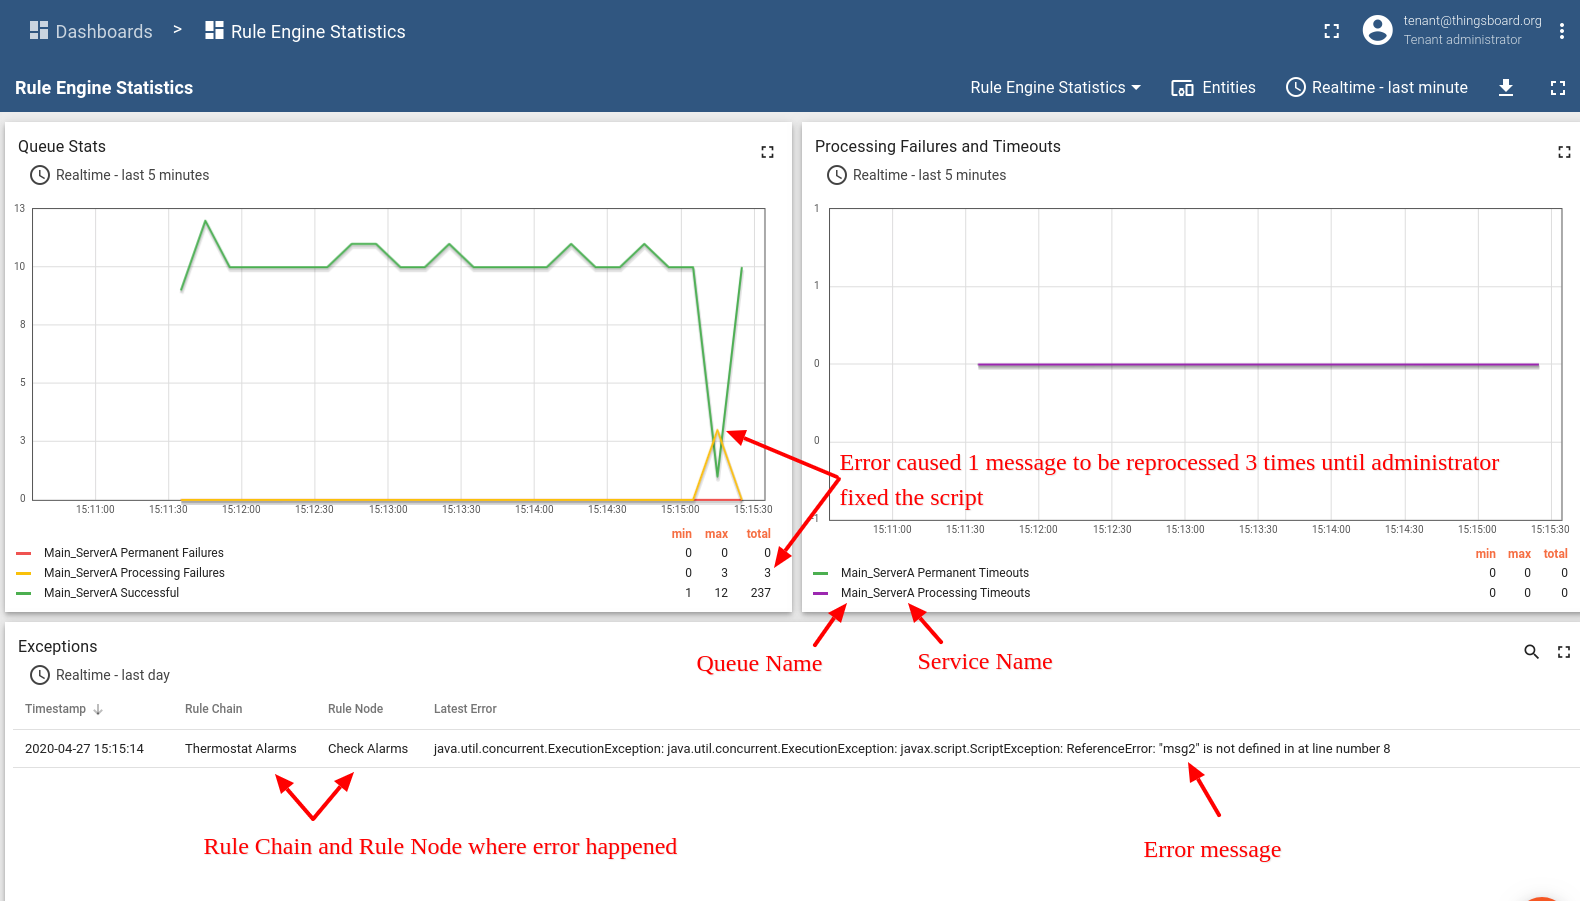 Dashboards > Rule Engine Statistics
tenant@thingsboard.org
Tenant administrator
Rule Engine Statistics
Rule Engine Statistics Entities Realtime - last minute
Queue Stats
Realtime - last 5 minutes
13
10
8
5
3
0
15:11:00 15:11:30 15:12:00 15:12:30 15:13:00 15:13:30 15:14:00 15:14:30 15:15:00 15:15:30
min max total
Main_ServerA Permanent Failures 0 0 0
Main_ServerA Processing Failures 0 3 3
Main_ServerA Successful 1 12 237
Processing Failures and Timeouts
Realtime - last 5 minutes
1
1
0
0
-1
15:11:00 15:11:30 15:12:00 15:12:30 15:13:00 15:13:30 15:14:00 15:14:30 15:15:00 15:15:30
Error caused 1 message to be reprocessed 3 times until administrator
fixed the script
min max total
Main_ServerA Permanent Timeouts 0 0 0
Main_ServerA Processing Timeouts 0 0 0
Queue Name
Service Name
Exceptions
Realtime - last day
Timestamp Rule Chain Rule Node Latest Error
2020-04-27 15:15:14 Thermostat Alarms Check Alarms java.util.concurrent.ExecutionException: java.util.concurrent.ExecutionException: javax.script.ScriptException: ReferenceError: "msg2" is not defined in at line number 8
Rule Chain and Rule Node where error happened
Error message